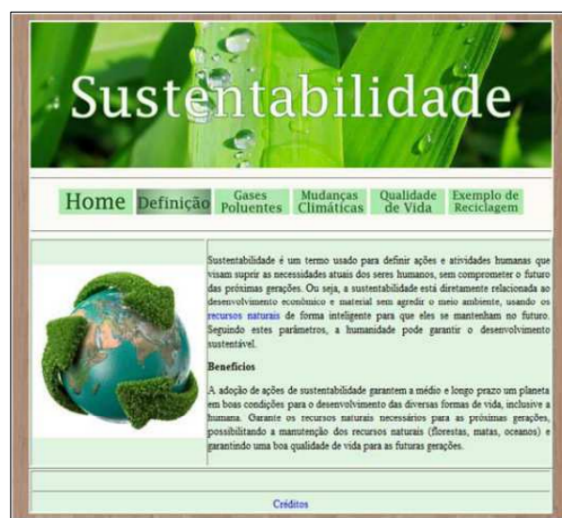 Sustentabilidade
Home
Definição
Gases
Poluentes
Mudanças
Climáticas
Qualidade
de Vida
Exemplo de
Reciclagem
Sustentabilidade é um termo usado para definir ações e atividades humanas que
visam suprir as necessidades atuais dos seres humanos, sem comprometer o futuro
das próximas gerações. Ou seja, a sustentabilidade está diretamente relacionada ao
desenvolvimento econômico e material sem agredir o meio ambiente, usando os
recursos naturais de forma inteligente para que eles se mantenham no futuro.
Seguindo estes parâmetros, a humanidade pode garantir o desenvolvimento
sustentável.
Benefícios
A adoção de ações de sustentabilidade garantem a médio e longo prazo um planeta
em boas condições para o desenvolvimento das diversas formas de vida, inclusive a
humana. Garante os recursos naturais necessários para as próximas gerações,
possibilitando a manutenção dos recursos naturais (florestas, matas, oceanos) e
garantindo uma boa qualidade de vida para as futuras gerações.
Créditos